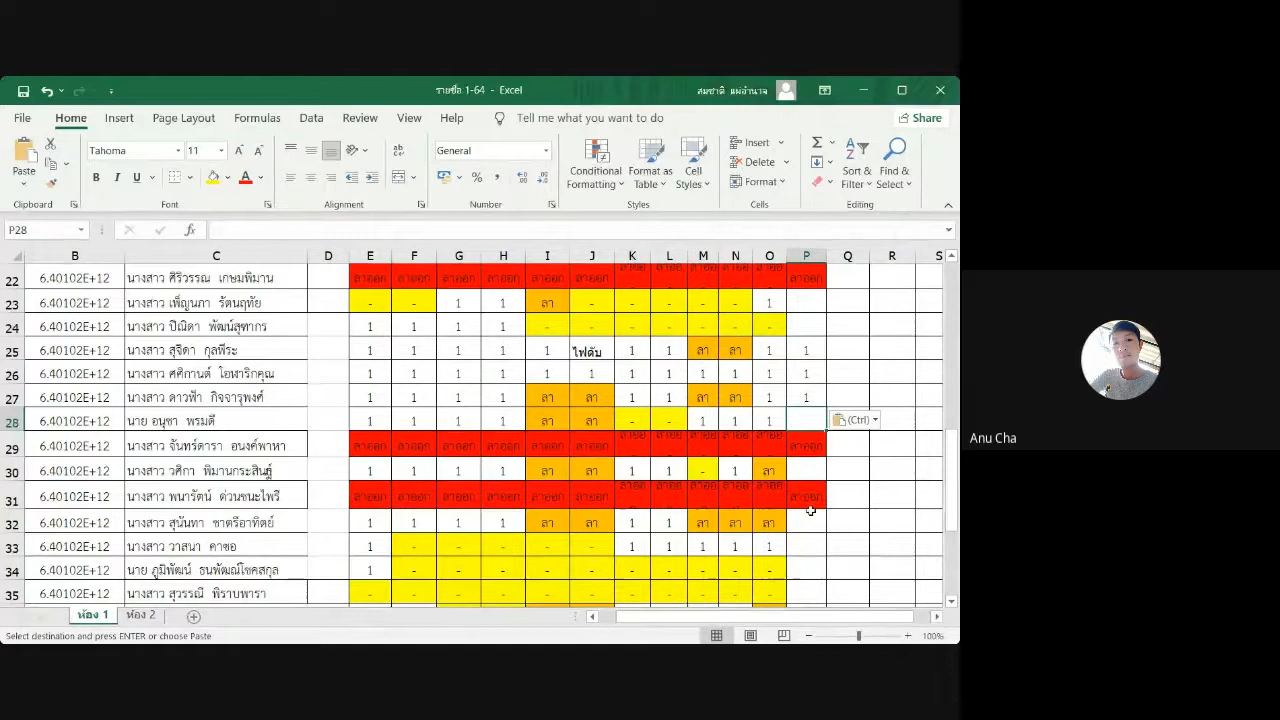 รายชื่อ 1-64 - Excel
สมชาติ แผ่อำนาจ
File Home Insert Page Layout Formulas Data Review View Help Tell me what you want to do Share
Paste
Tahoma 11
B I U A
General
Conditional Formatting
Format as Table
Cell Styles
Insert
Delete
Format
Sort & Filter
Find & Select
Clipboard Font Alignment Number Styles Cells Editing
P28 fx
B C D E F G H I J K L M N O P Q R S
22 6.40102E+12 นางสาว ศิริวรรณ เกษมพิมาน ลาออก ลาออก ลาออก ลาออก ลาออก ลาออก ลาออ ลาออ ลาออ ลาออ ลาออ ลาออก
23 6.40102E+12 นางสาว เพ็ญนภา รัตนฤทัย - - 1 1 ลา - - - - - 1
24 6.40102E+12 นางสาว ปิณิดา พัฒน์สุฑากร 1 1 1 1 - - - - - - -
25 6.40102E+12 นางสาว สุจิดา กุลพีระ 1 1 1 1 1 ไฟดับ 1 1 ลา ลา 1 1
26 6.40102E+12 นางสาว ศศิกานต์ โอฬาริกคุณ 1 1 1 1 1 1 1 1 1 1 1 1
27 6.40102E+12 นางสาว ดาวฟ้า กิจจารุพงศ์ 1 1 1 1 ลา ลา 1 1 ลา ลา 1 1
28 6.40102E+12 นาย อนุชา พรมดี 1 1 1 1 ลา ลา - - 1 1 1 (Ctrl)
29 6.40102E+12 นางสาว จันทร์ดารา อนงค์พาหา ลาออก ลาออก ลาออก ลาออก ลาออก ลาออก ลาออ ลาออ ลาออ ลาออ ลาออ ลาออก
30 6.40102E+12 นางสาว วศิกา พิมานกระสินธุ์ 1 1 1 1 ลา ลา 1 1 - 1 ลา
31 6.40102E+12 นางสาว พนารัตน์ ด่วนชนะไพรี ลาออก ลาออก ลาออก ลาออก ลาออก ลาออก ลาออ ลาออ ลาออ ลาออ ลาออ ลาออก
32 6.40102E+12 นางสาว สุนันทา ชาตรีอาทิตย์ 1 1 1 1 ลา ลา 1 1 ลา ลา ลา
33 6.40102E+12 นางสาว วาสนา คาซอ 1 - - - - - 1 1 1 1 1
34 6.40102E+12 นาย ภูมิพัฒน์ ธนพัฒณ์โชคสกุล 1 - - - - - - - - - -
35 6.40102E+12 นางสาว สุวรรณี พิราบพารา - - - - - - - - - - -
ห้อง 1 ห้อง 2
Select destination and press ENTER or choose Paste 100%
Anu Cha